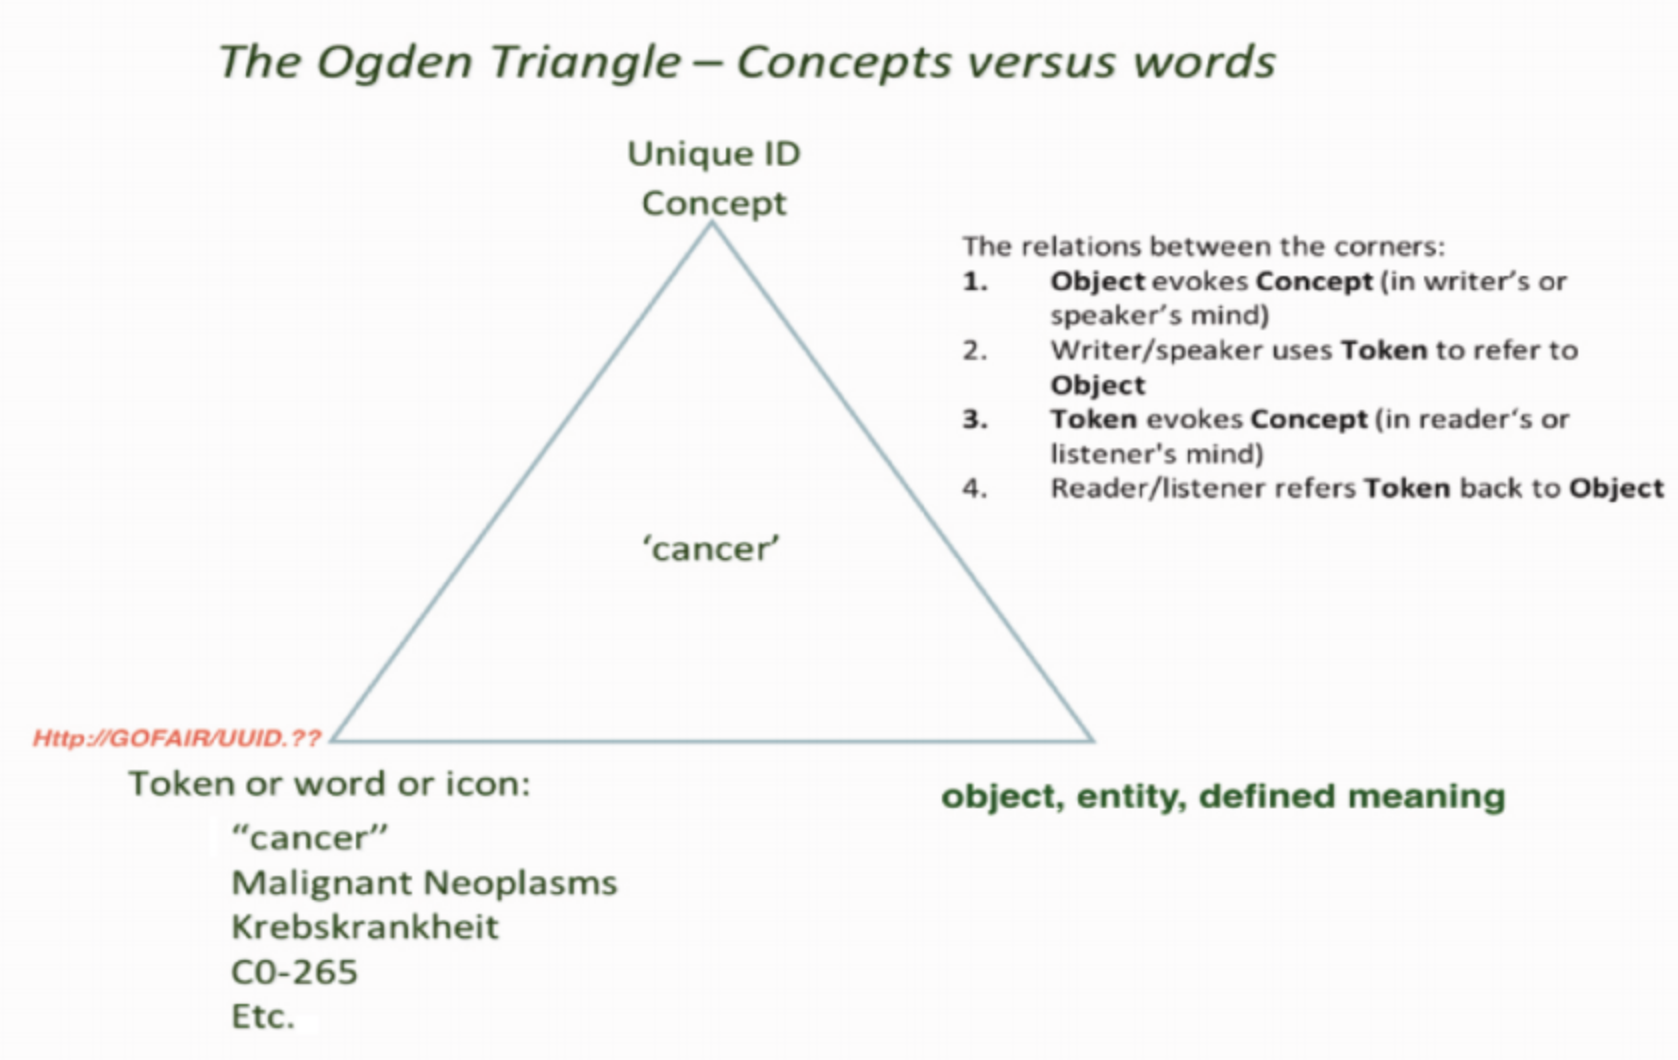 The Ogden Triangle – Concepts versus words
Unique ID
Concept
The relations between the corners:
1. Object evokes Concept (in writer’s or
speaker’s mind)
2. Writer/speaker uses Token to refer to
Object
3. Token evokes Concept (in reader‘s or
listener's mind)
4. Reader/listener refers Token back to Object
‘cancer’
Http://GOFAIR/UUID.??
Token or word or icon:
“cancer”
Malignant Neoplasms
Krebskrankheit
C0-265
Etc.
object, entity, defined meaning